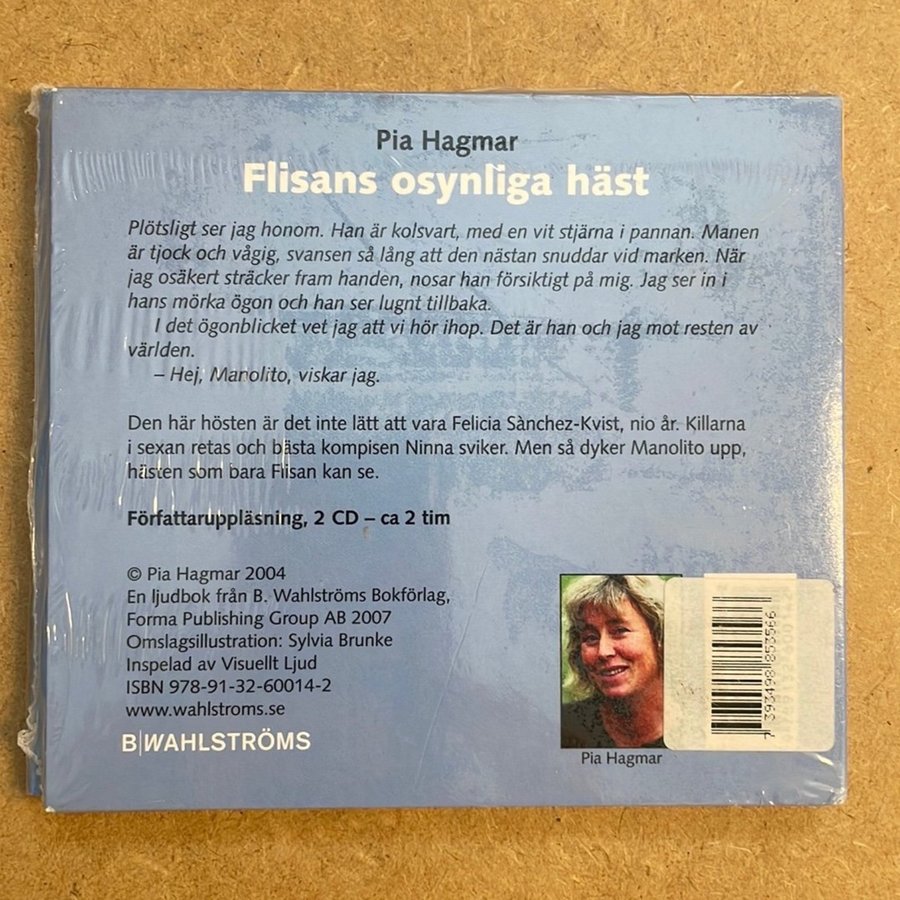 Pia Hagmar
Flisans osynliga häst
Plötsligt ser jag honom. Han är kolsvart, med en vit stjärna i pannan. Manen
är tjock och vågig, svansen så lång att den nästan snuddar vid marken. När
jag osäkert sträcker fram handen, nosar han försiktigt på mig. Jag ser in i
hans mörka ögon och han ser lugnt tillbaka.
I det ögonblicket vet jag att vi hör ihop. Det är han och jag mot resten av
världen.
– Hej, Manolito, viskar jag.
Den här hösten är det inte lätt att vara Felicia Sànchez-Kvist, nio år. Killarna
i sexan retas och bästa kompisen Ninna sviker. Men så dyker Manolito upp,
hästen som bara Flisan kan se.
Författaruppläsning, 2 CD – ca 2 tim
© Pia Hagmar 2004
En ljudbok från B. Wahlströms Bokförlag,
Forma Publishing Group AB 2007
Omslagsillustration: Sylvia Brunke
Inspelad av Visuellt Ljud
ISBN 978-91-32-60014-2
www.wahlstroms.se
B|WAHLSTRÖMS
Pia Hagmar
7 393498 853566